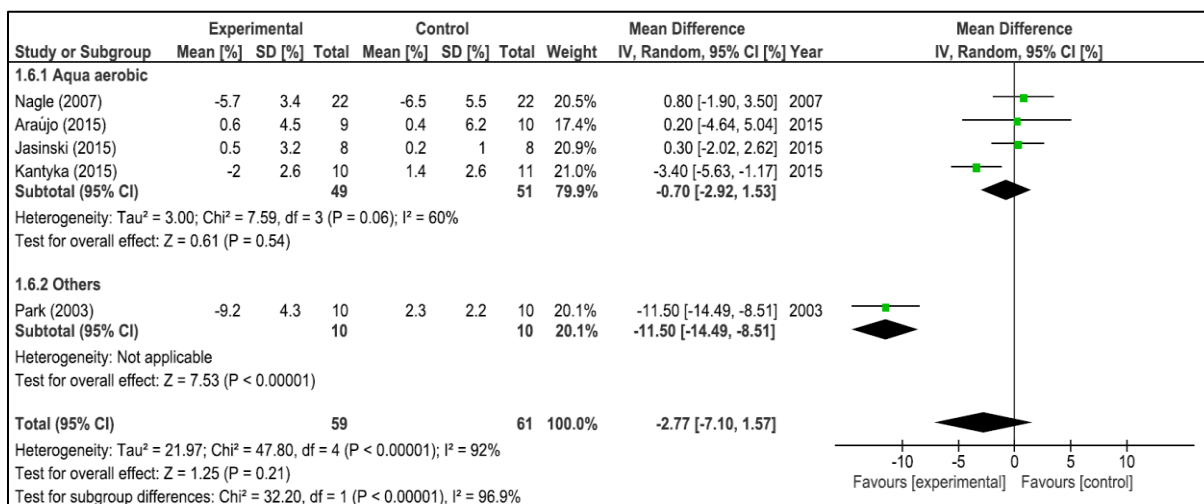 Experimental Control Mean Difference Mean Difference
Study or Subgroup Mean [%] SD [%] Total Mean [%] SD [%] Total Weight IV, Random, 95% CI [%] Year IV, Random, 95% CI [%]
1.6.1 Aqua aerobic
Nagle (2007) -5.7 3.4 22 -6.5 5.5 22 20.5% 0.80 [-1.90, 3.50] 2007
Araújo (2015) 0.6 4.5 9 0.4 6.2 10 17.4% 0.20 [-4.64, 5.04] 2015
Jasinski (2015) 0.5 3.2 8 0.2 1 8 20.9% 0.30 [-2.02, 2.62] 2015
Kantyka (2015) -2 2.6 10 1.4 2.6 11 21.0% -3.40 [-5.63, -1.17] 2015
Subtotal (95% CI) 49 51 79.9% -0.70 [-2.92, 1.53]
Heterogeneity: Tau² = 3.00; Chi² = 7.59, df = 3 (P = 0.06); I² = 60%
Test for overall effect: Z = 0.61 (P = 0.54)
1.6.2 Others
Park (2003) -9.2 4.3 10 2.3 2.2 10 20.1% -11.50 [-14.49, -8.51] 2003
Subtotal (95% CI) 10 10 20.1% -11.50 [-14.49, -8.51]
Heterogeneity: Not applicable
Test for overall effect: Z = 7.53 (P < 0.00001)
Total (95% CI) 59 61 100.0% -2.77 [-7.10, 1.57]
Heterogeneity: Tau² = 21.97; Chi² = 47.80, df = 4 (P < 0.00001); I² = 92%
Test for overall effect: Z = 1.25 (P = 0.21)
Test for subgroup differences: Chi² = 32.20, df = 1 (P < 0.00001), I² = 96.9%
-10 -5 0 5 10
Favours [experimental] Favours [control]